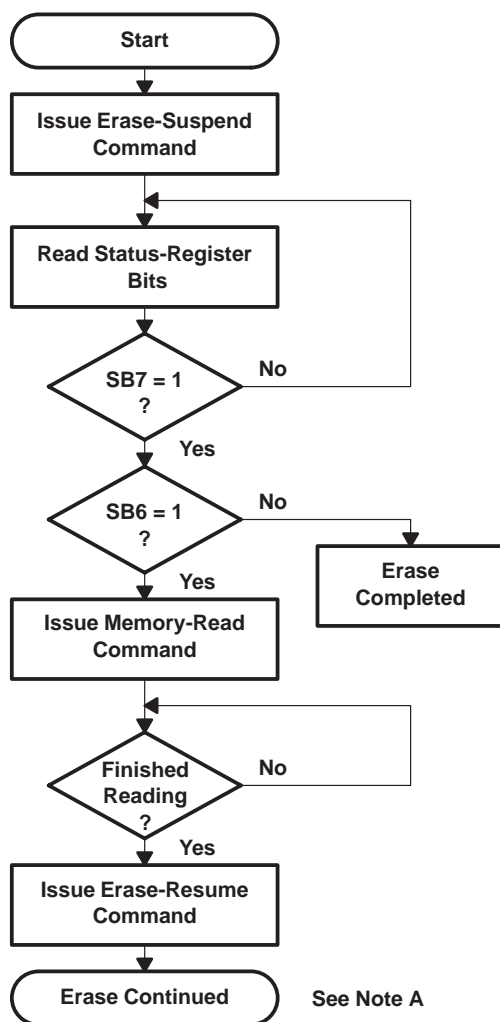 Start
Issue Erase-Suspend
Command
Read Status-Register
Bits
SB7 = 1
?
No
Yes
SB6 = 1
?
No
Yes
Erase
Completed
Issue Memory-Read
Command
Finished
Reading
?
No
Yes
Issue Erase-Resume
Command
Erase Continued
See Note A